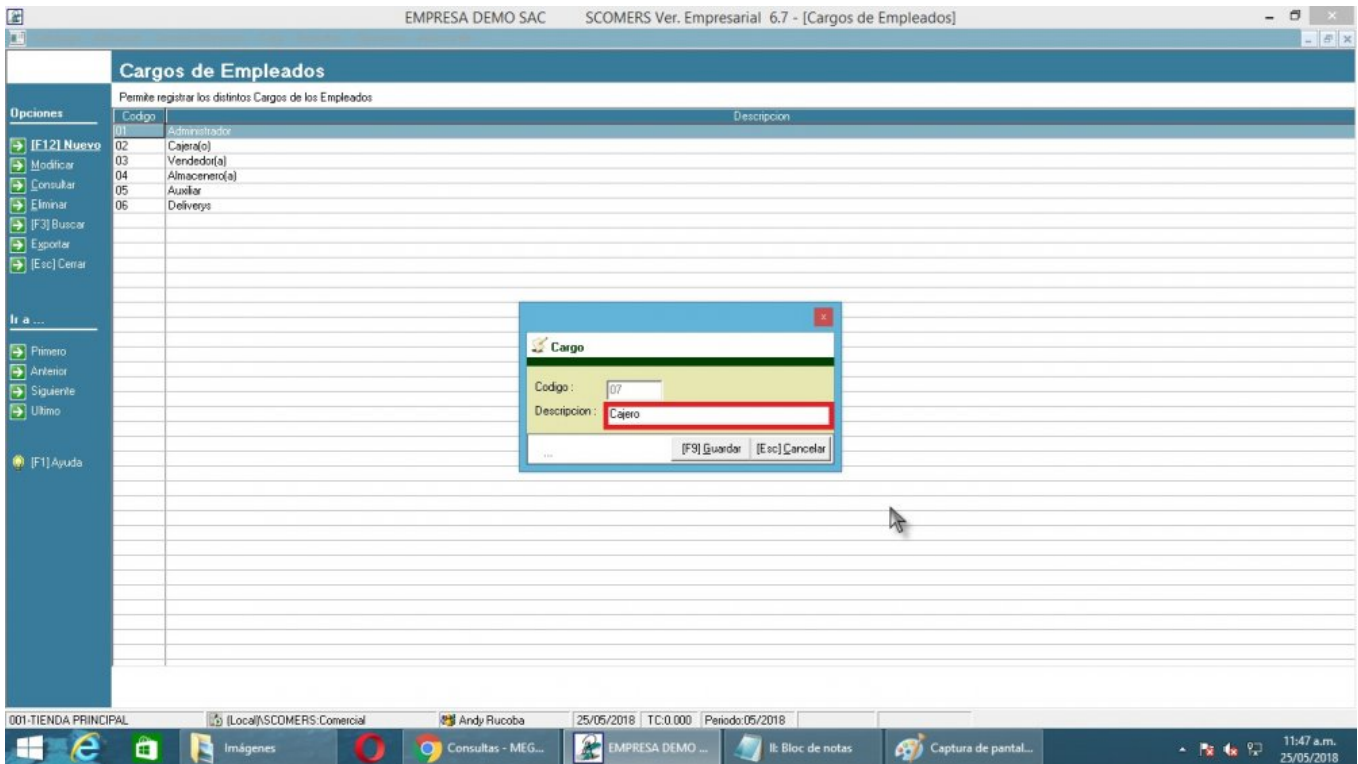 EMPRESA DEMO SAC SCOMERS Ver. Empresarial 6.7 - [Cargos de Empleados]
Cargos de Empleados
Permite registrar los distintos Cargos de los Empleados
Opciones
[F12] Nuevo
Modificar
Consultar
Eliminar
[F3] Buscar
Exportar
[Esc] Cerrar
Ir a ...
Primero
Anterior
Siguiente
Ultimo
[F1] Ayuda
Codigo Descripcion
01 Administrador
02 Cajera(o)
03 Vendedor(a)
04 Almacenero(a)
05 Auxiliar
06 Deliverys
Cargo
Codigo : 07
Descripcion : Cajero
... [F9] Guardar [Esc] Cancelar
001-TIENDA PRINCIPAL (Local)\SCOMERS:Comercial Andy Rucoba 25/05/2018 TC:0.000 Periodo:05/2018
Imágenes Consultas - MEG... EMPRESA DEMO ... Il: Bloc de notas Captura de pantal... 11:47 a.m.
25/05/2018